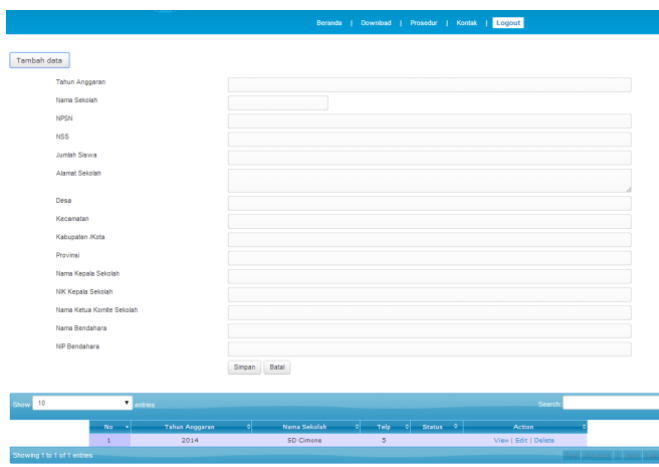 Beranda | Download | Prosedur | Kontak | Logout
Tambah data
Tahun Anggaran
Nama Sekolah
NPSN
NSS
Jumlah Siswa
Alamat Sekolah
Desa
Kecamatan
Kabupaten /Kota
Provinsi
Nama Kepala Sekolah
NIK Kepala Sekolah
Nama Ketua Komite Sekolah
Nama Bendahara
NIP Bendahara
Simpan Batal
Show 10 entries Search:
No Tahun Anggaran Nama Sekolah Telp Status Action
1 2014 SD Cimone 5 View | Edit | Delete
Showing 1 to 1 of 1 entries